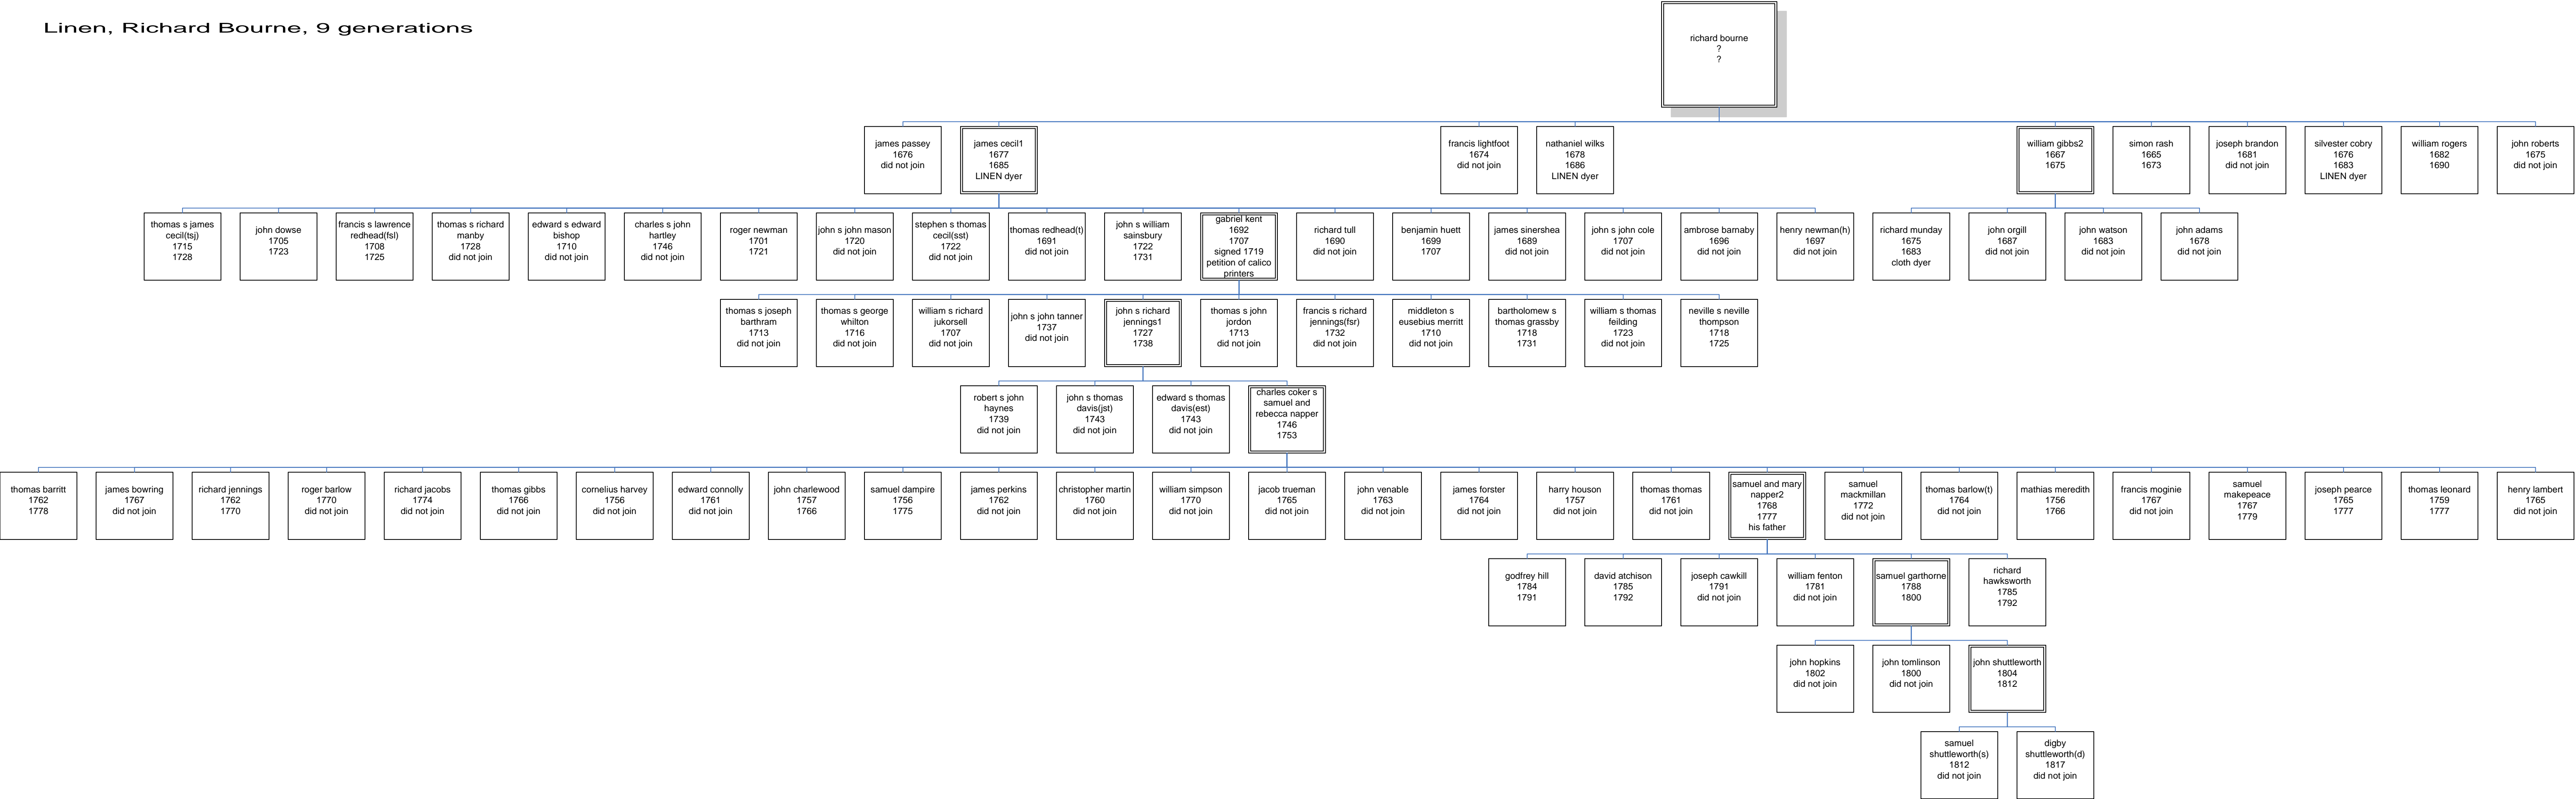 Linen, Richard Bourne, 9 generations
richard bourne
?
?
james passey
1676
did not join
james cecil1
1677
1685
LINEN dyer
francis lightfoot
1674
did not join
nathaniel wilks
1678
1686
LINEN dyer
william gibbs2
1667
1675
simon rash
1665
1673
joseph brandon
1681
did not join
silvester cobry
1676
1683
LINEN dyer
william rogers
1682
1690
john roberts
1675
did not join
thomas s james
cecil(tsj)
1715
1728
john dowse
1705
1723
francis s lawrence
redhead(fsl)
1708
1725
thomas s richard
manby
1728
did not join
edward s edward
bishop
1710
did not join
charles s john
hartley
1746
did not join
roger newman
1701
1721
john s john mason
1720
did not join
stephen s thomas
cecil(sst)
1722
did not join
thomas redhead(t)
1691
did not join
john s william
sainsbury
1722
1731
gabriel kent
1692
1707
signed 1719
petition of calico
printers
richard tull
1690
did not join
benjamin huett
1699
1707
james sinershea
1689
did not join
john s john cole
1707
did not join
ambrose barnaby
1696
did not join
henry newman(h)
1697
did not join
richard munday
1675
1683
cloth dyer
john orgill
1687
did not join
john watson
1683
did not join
john adams
1678
did not join
thomas s joseph
barthram
1713
did not join
thomas s george
whilton
1716
did not join
william s richard
jukorsell
1707
did not join
john s john tanner
1737
did not join
john s richard
jennings1
1727
1738
thomas s john
jordon
1713
did not join
francis s richard
jennings(fsr)
1732
did not join
middleton s
eusebius merritt
1710
did not join
bartholomew s
thomas grassby
1718
1731
william s thomas
feilding
1723
did not join
neville s neville
thompson
1718
1725
robert s john
haynes
1739
did not join
john s thomas
davis(jst)
1743
did not join
edward s thomas
davis(est)
1743
did not join
charles coker s
samuel and
rebecca napper
1746
1753
thomas barritt
1762
1778
james bowring
1767
did not join
richard jennings
1762
1770
roger barlow
1770
did not join
richard jacobs
1774
did not join
thomas gibbs
1766
did not join
cornelius harvey
1756
did not join
edward connolly
1761
did not join
john charlewood
1757
1766
samuel dampire
1756
1775
james perkins
1762
did not join
christopher martin
1760
did not join
william simpson
1770
did not join
jacob trueman
1765
did not join
john venable
1763
did not join
james forster
1764
did not join
harry houson
1757
did not join
thomas thomas
1761
did not join
samuel and mary
napper2
1768
1777
his father
samuel
mackmillan
1772
did not join
thomas barlow(t)
1764
did not join
mathias meredith
1756
1766
francis moginie
1767
did not join
samuel
makepeace
1767
1779
joseph pearce
1765
1777
thomas leonard
1759
1777
henry lambert
1765
did not join
godfrey hill
1784
1791
david atchison
1785
1792
joseph cawkill
1791
did not join
william fenton
1781
did not join
samuel garthorne
1788
1800
richard
hawksworth
1785
1792
john hopkins
1802
did not join
john tomlinson
1800
did not join
john shuttleworth
1804
1812
samuel
shuttleworth(s)
1812
did not join
digby
shuttleworth(d)
1817
did not join